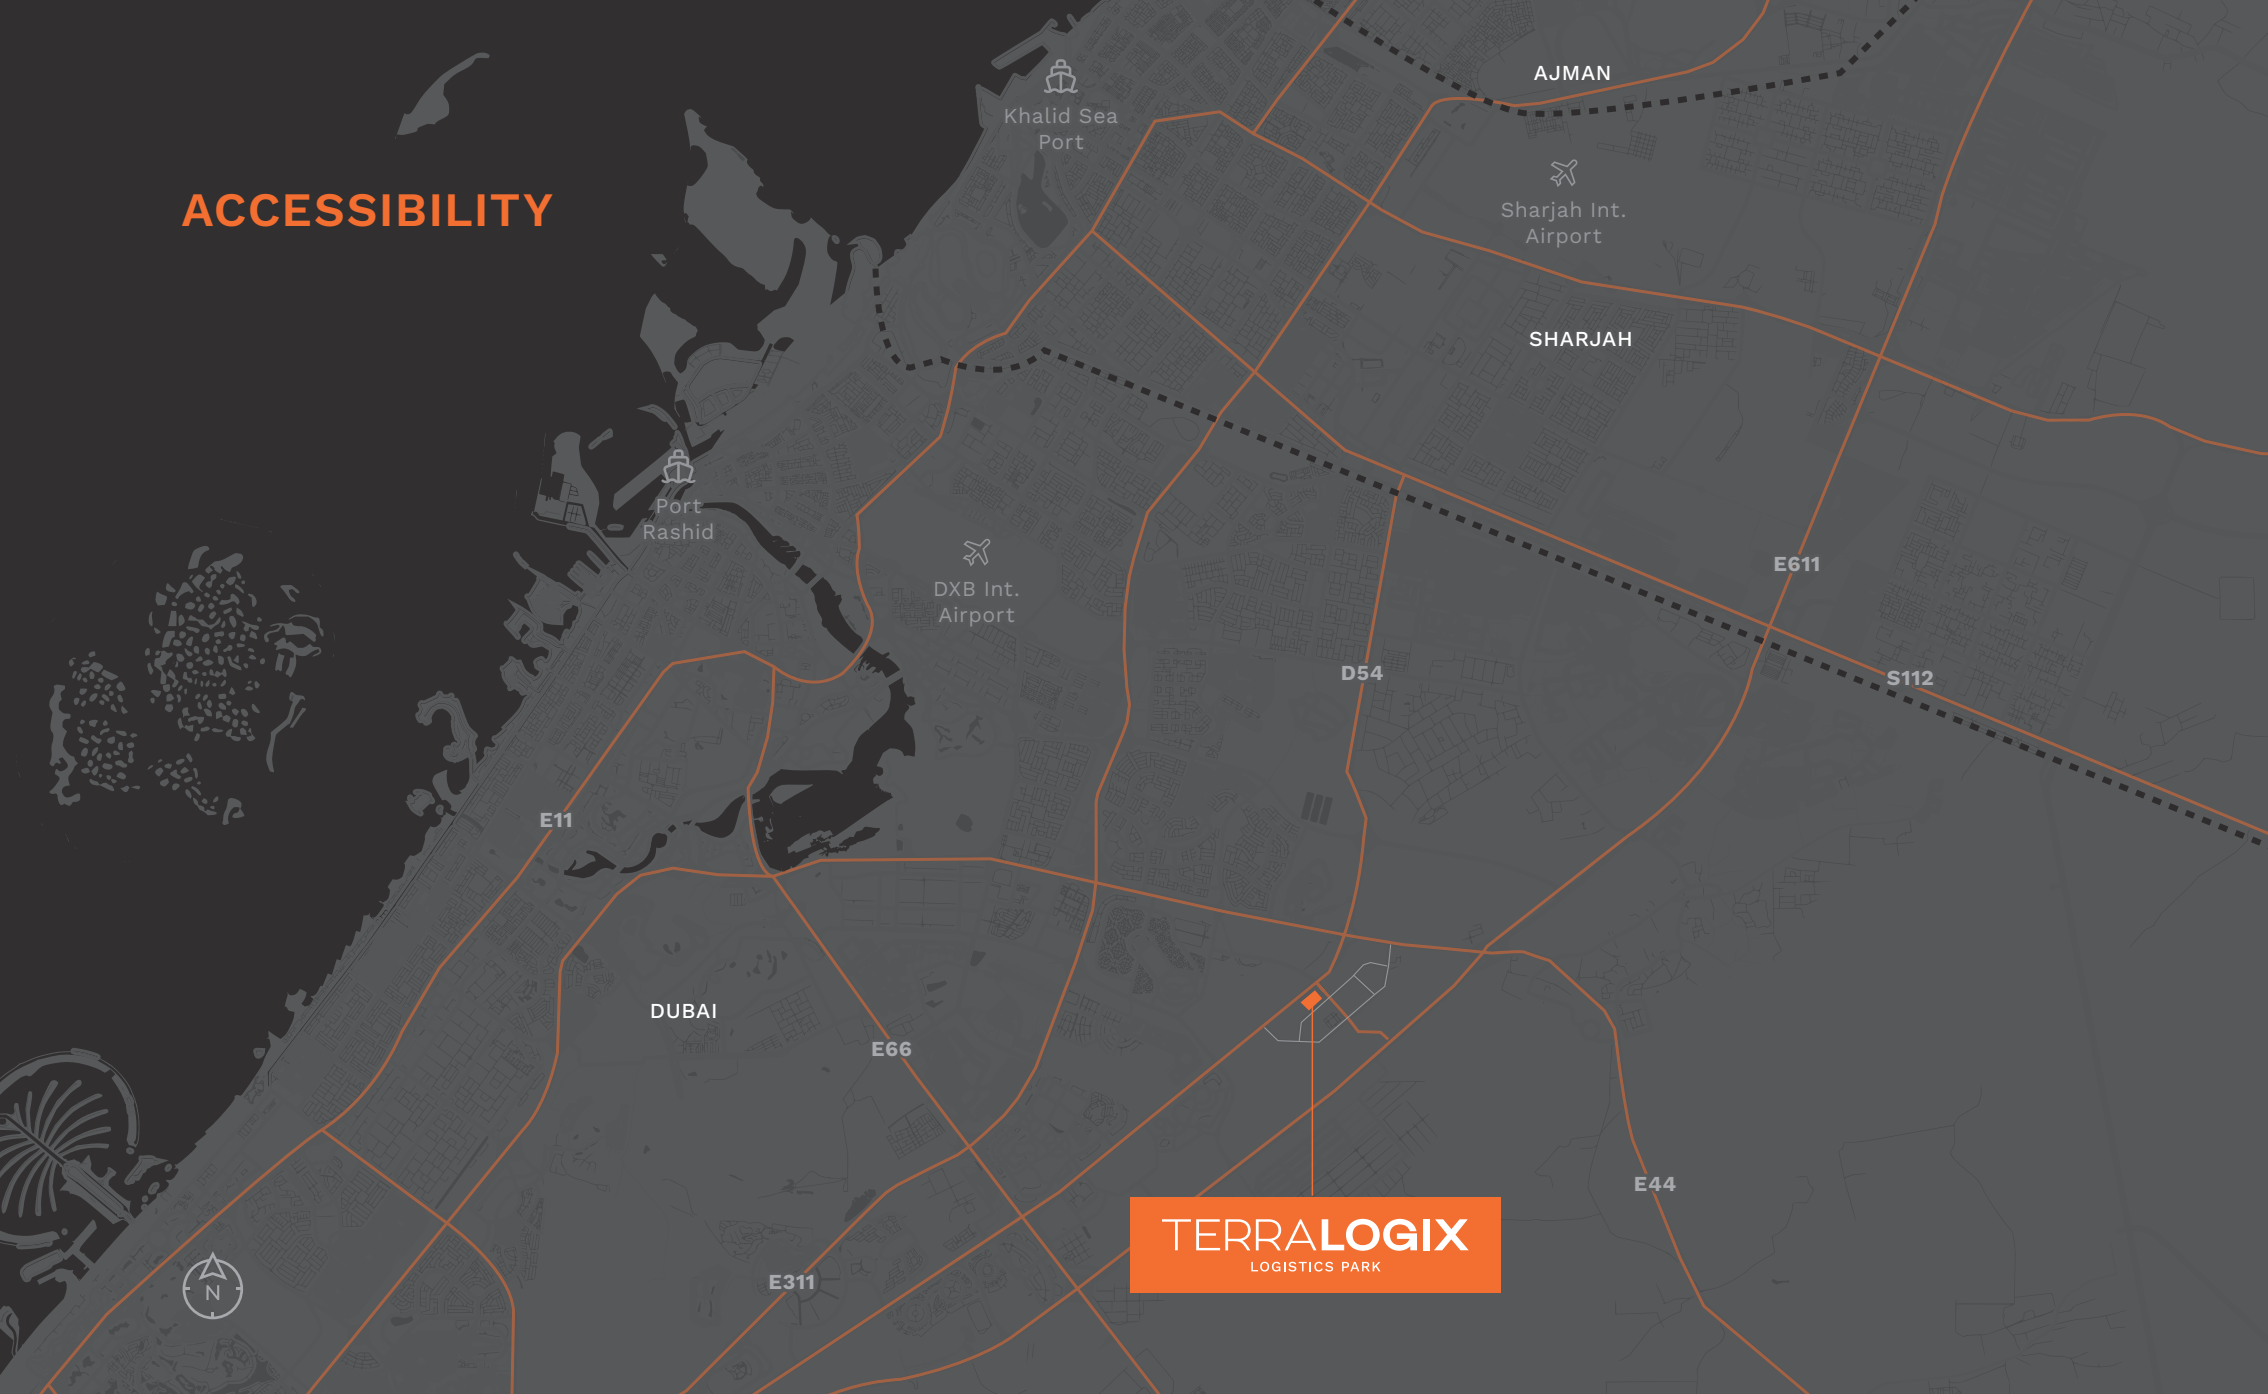 AJMAN
Khalid Sea
Port
ACCESSIBILITY
Sharjah Int.
Airport
SHARJAH
Port
Rashid
DXB Int.
Airport
E611
D54
S112
E11
DUBAI
E66
E44
TERRALOGIX
LOGISTICS PARK
E311
N